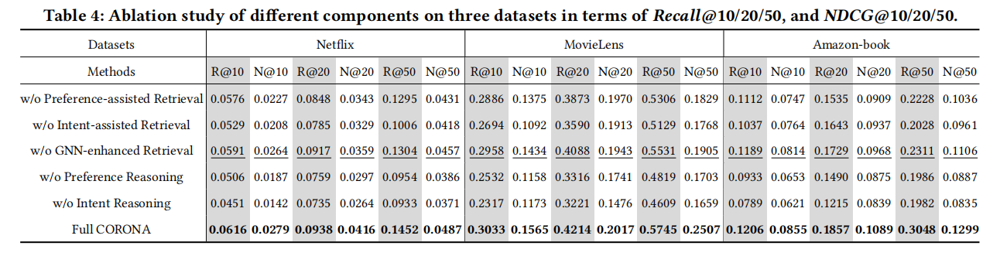 Table 4: Ablation study of different components on three datasets in terms of Recall@10/20/50, and NDCG@10/20/50.
Datasets Netflix MovieLens Amazon-book
Methods R@10 N@10 R@20 N@20 R@50 N@50 R@10 N@10 R@20 N@20 R@50 N@50 R@10 N@10 R@20 N@20 R@50 N@50
w/o Preference-assisted Retrieval 0.0576 0.0227 0.0848 0.0343 0.1295 0.0431 0.2886 0.1375 0.3873 0.1970 0.5306 0.1829 0.1112 0.0747 0.1535 0.0909 0.2228 0.1036
w/o Intent-assisted Retrieval 0.0529 0.0208 0.0785 0.0329 0.1006 0.0418 0.2694 0.1092 0.3590 0.1913 0.5129 0.1768 0.1037 0.0764 0.1643 0.0937 0.2028 0.0961
w/o GNN-enhanced Retrieval 0.0591 0.0264 0.0917 0.0359 0.1304 0.0457 0.2958 0.1434 0.4088 0.1943 0.5531 0.1905 0.1189 0.0814 0.1729 0.0968 0.2311 0.1106
w/o Preference Reasoning 0.0506 0.0187 0.0759 0.0297 0.0954 0.0386 0.2532 0.1158 0.3316 0.1741 0.4819 0.1703 0.0933 0.0653 0.1490 0.0875 0.1986 0.0887
w/o Intent Reasoning 0.0451 0.0142 0.0735 0.0264 0.0933 0.0371 0.2317 0.1173 0.3221 0.1476 0.4609 0.1659 0.0789 0.0621 0.1215 0.0839 0.1982 0.0835
Full CORONA 0.0616 0.0279 0.0938 0.0416 0.1452 0.0487 0.3033 0.1565 0.4214 0.2017 0.5745 0.2507 0.1206 0.0855 0.1857 0.1089 0.3048 0.1299